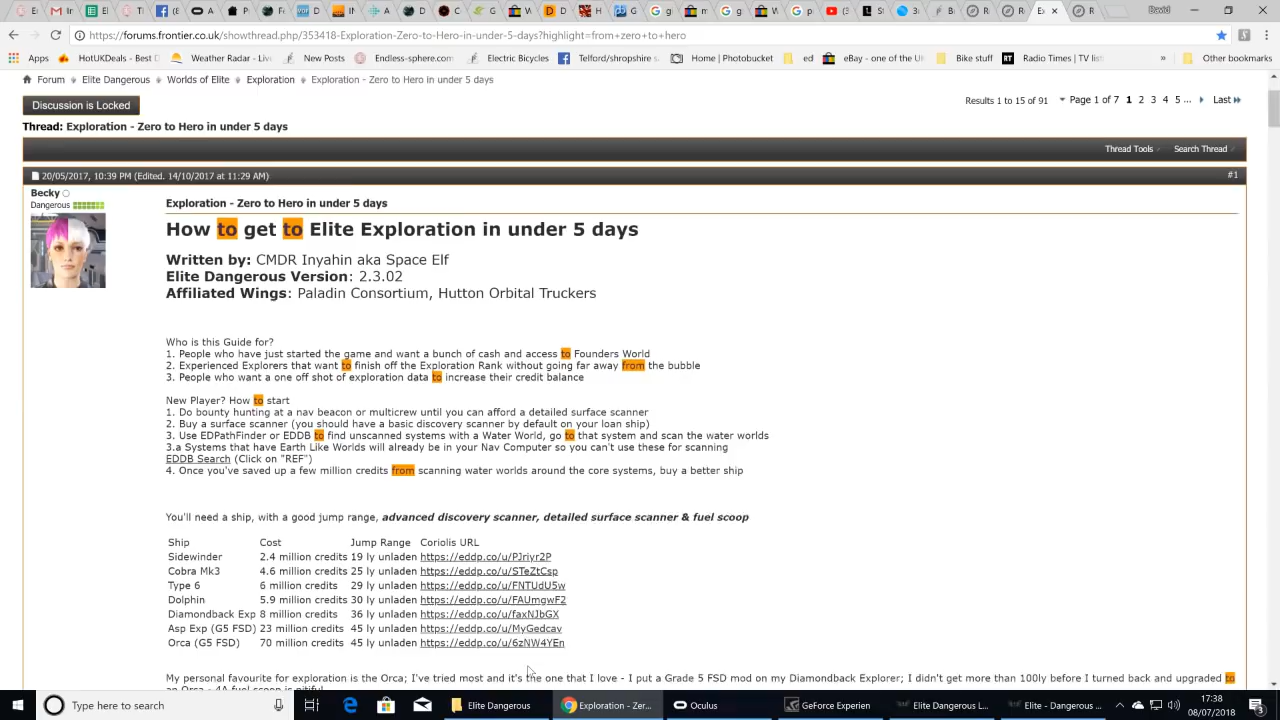 https://forums.frontier.co.uk/showthread.php/353418-Exploration-Zero-to-Hero-in-under-5-days?highlight=from+zero+to+hero
Apps HotUKDeals - Best D Weather Radar - Live Endless-sphere.com New Posts Electric Bicycles Telford/shropshire s Home | Photobucket ed eBay - one of the UK Bike stuff Radio Times | TV listi » Other bookmarks
Forum Elite Dangerous Worlds of Elite Exploration Exploration - Zero to Hero in under 5 days
Discussion is Locked
Results 1 to 15 of 91 Page 1 of 7 1 2 3 4 5 ... Last
Thread: Exploration - Zero to Hero in under 5 days
Thread Tools Search Thread
20/05/2017, 10:39 PM (Edited. 14/10/2017 at 11:29 AM) #1
Becky
Dangerous
Exploration - Zero to Hero in under 5 days
How to get to Elite Exploration in under 5 days
Written by: CMDR Inyahin aka Space Elf
Elite Dangerous Version: 2.3.02
Affiliated Wings: Paladin Consortium, Hutton Orbital Truckers
Who is this Guide for?
1. People who have just started the game and want a bunch of cash and access to Founders World
2. Experienced Explorers that want to finish off the Exploration Rank without going far away from the bubble
3. People who want a one off shot of exploration data to increase their credit balance
New Player? How to start
1. Do bounty hunting at a nav beacon or multicrew until you can afford a detailed surface scanner
2. Buy a surface scanner (you should have a basic discovery scanner by default on your loan ship)
3. Use EDPathFinder or EDDB to find unscanned systems with a Water World, go to that system and scan the water worlds
3.a Systems that have Earth Like Worlds will already be in your Nav Computer so you can't use these for scanning
EDDB Search (Click on "REF")
4. Once you've saved up a few million credits from scanning water worlds around the core systems, buy a better ship
You'll need a ship, with a good jump range, advanced discovery scanner, detailed surface scanner & fuel scoop
Ship Cost Jump Range Coriolis URL
Sidewinder 2.4 million credits 19 ly unladen https://eddp.co/u/PJriyr2P
Cobra Mk3 4.6 million credits 25 ly unladen https://eddp.co/u/STeZtCsp
Type 6 6 million credits 29 ly unladen https://eddp.co/u/FNTUdU5w
Dolphin 5.9 million credits 30 ly unladen https://eddp.co/u/FAUmgwF2
Diamondback Exp 8 million credits 36 ly unladen https://eddp.co/u/faxNJbGX
Asp Exp (G5 FSD) 23 million credits 45 ly unladen https://eddp.co/u/MyGedcav
Orca (G5 FSD) 70 million credits 45 ly unladen https://eddp.co/u/6zNW4YEn
My personal favourite for exploration is the Orca; I've tried most and it's the one that I love - I put a Grade 5 FSD mod on my Diamondback Explorer; I didn't get more than 100ly before I turned back and upgraded to
an Orca - 4A fuel scoop is pitiful
Type here to search Elite Dangerous Exploration - Zer... Oculus GeForce Experien Elite Dangerous L... Elite - Dangerous ... 17:38
08/07/2018
3